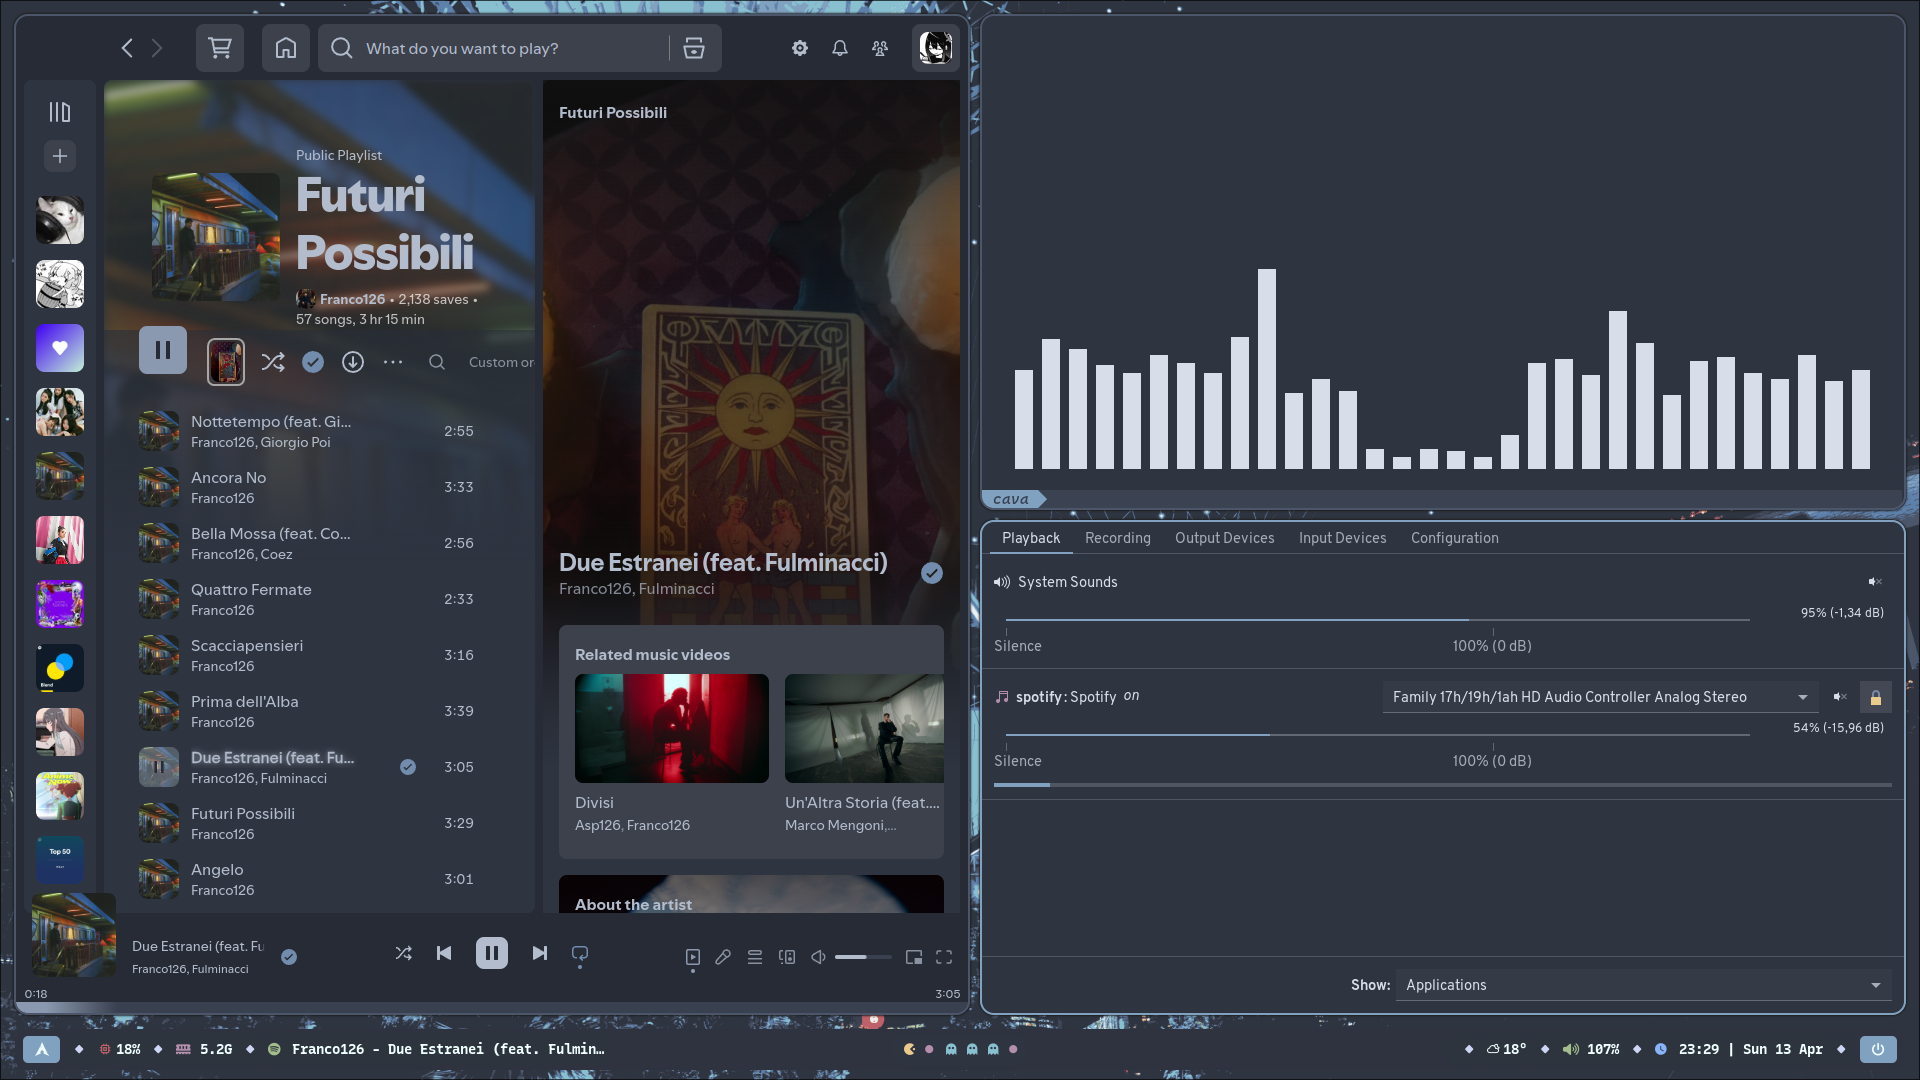 What do you want to play?
Public Playlist
Futuri
Possibili
Franco126 • 2,138 saves •
57 songs, 3 hr 15 min
Custom or
Nottetempo (feat. Gi...
Franco126, Giorgio Poi
2:55
Ancora No
Franco126
3:33
Bella Mossa (feat. Co...
Franco126, Coez
2:56
Quattro Fermate
Franco126
2:33
Scacciapensieri
Franco126
3:16
Prima dell'Alba
Franco126
3:39
Due Estranei (feat. Fu...
Franco126, Fulminacci
3:05
Futuri Possibili
Franco126
3:29
Angelo
Franco126
3:01
Blend
Top 50
Futuri Possibili
Due Estranei (feat. Fulminacci)
Franco126, Fulminacci
Related music videos
Divisi
Asp126, Franco126
Un'Altra Storia (feat....
Marco Mengoni,...
About the artist
Due Estranei (feat. Fu
Franco126, Fulminacci
0:18
3:05
cava
Playback Recording Output Devices Input Devices Configuration
System Sounds
95% (-1,34 dB)
Silence 100% (0 dB)
spotify: Spotify on Family 17h/19h/1ah HD Audio Controller Analog Stereo
54% (-15,96 dB)
Silence 100% (0 dB)
Show: Applications
18% 5.2G Franco126 - Due Estranei (feat. Fulmin...
18° 107% 23:29 | Sun 13 Apr